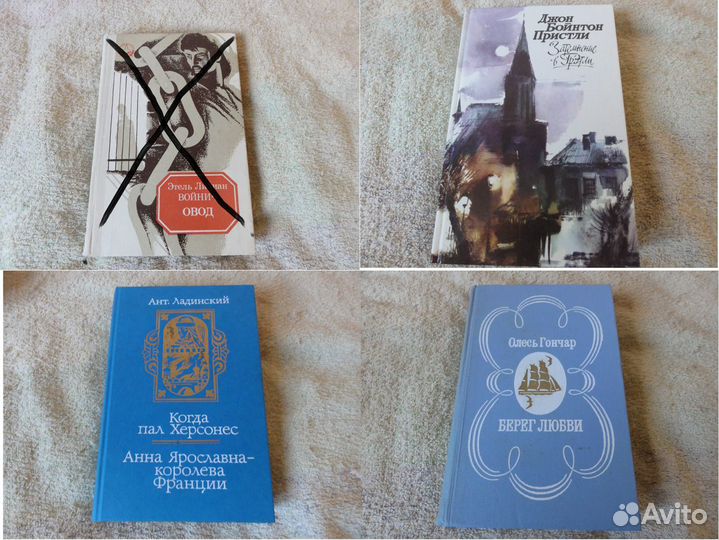 Этель Лилиан
ВОЙНИЧ
ОВОД
Джон
Бойнтон
Пристли
Затемнение
в Грэтли
Ант. Ладинский
Когда
пал Херсонес
Анна Ярославна-
королева
Франции
Олесь Гончар
БЕРЕГ ЛЮБВИ
Avito